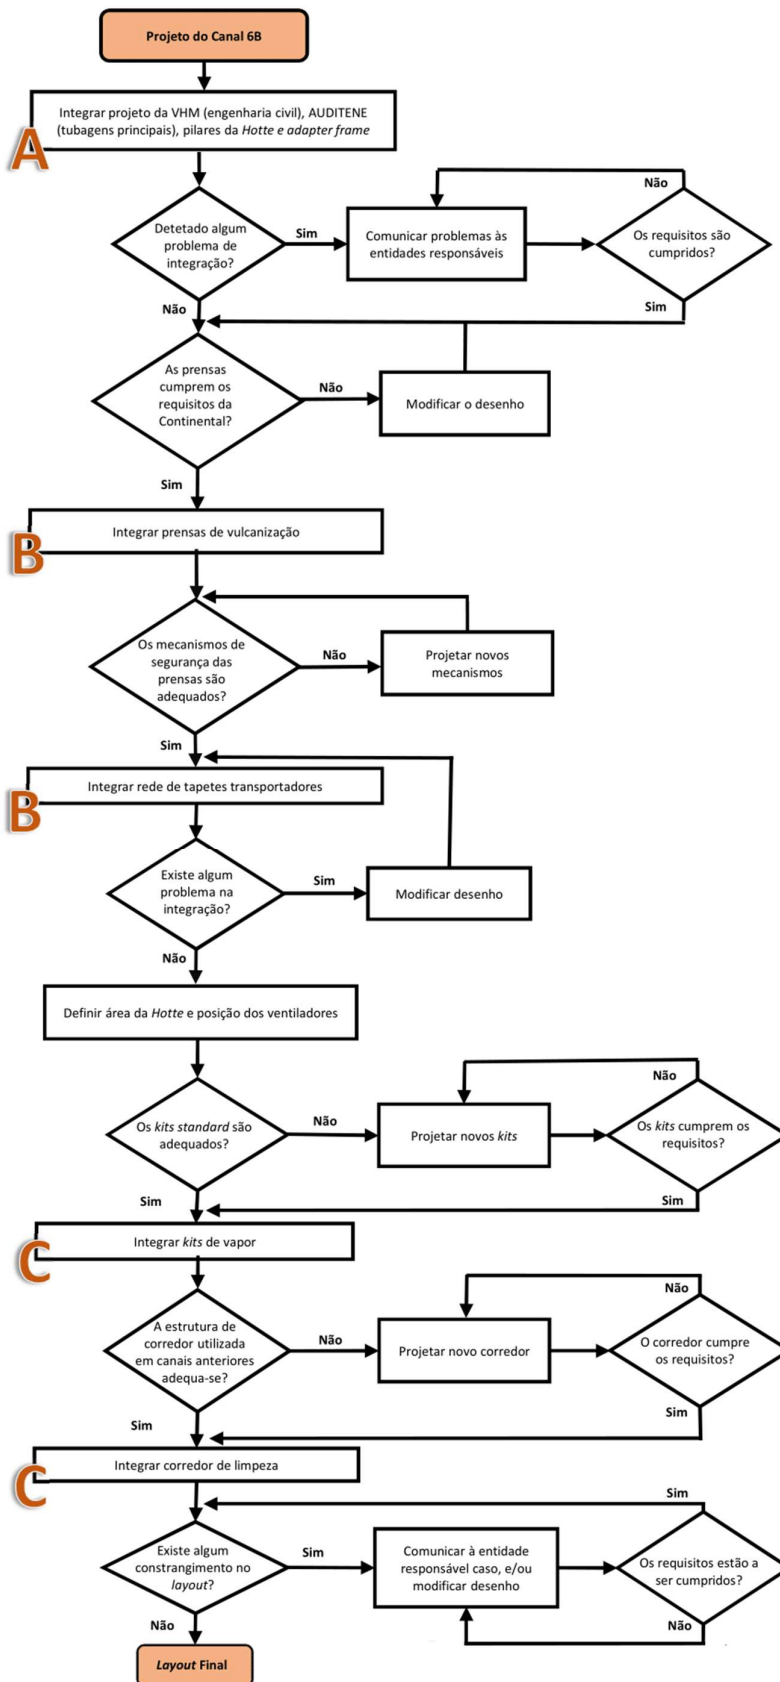 Projeto do Canal 6B
Integrar projeto da VHM (engenharia civil), AUDITENE
(tubagens principais), pilares da Hotte e adapter frame
A
Detetado algum
problema de
integração?
Sim
Comunicar problemas às
entidades responsáveis
Não
Os requisitos são
cumpridos?
Não
Sim
As prensas
cumprem os
requisitos da
Continental?
Não
Modificar o desenho
Sim
Integrar prensas de vulcanização
B
Os mecanismos de
segurança das
prensas são
adequados?
Não
Projetar novos
mecanismos
Sim
Integrar rede de tapetes transportadores
B
Existe algum
problema na
integração?
Sim
Modificar desenho
Não
Definir área da Hotte e posição dos ventiladores
Os kits standard são
adequados?
Não
Projetar novos kits
Não
Os kits cumprem os
requisitos?
Sim
Sim
Integrar kits de vapor
C
A estrutura de
corredor utilizada
em canais anteriores
adequa-se?
Não
Projetar novo corredor
Não
O corredor cumpre
os requisitos?
Sim
Sim
Integrar corredor de limpeza
C
Existe algum
constrangimento no
layout?
Sim
Comunicar à entidade
responsável caso, e/ou
modificar desenho
Sim
Os requisitos estão a
ser cumpridos?
Não
Não
Layout Final